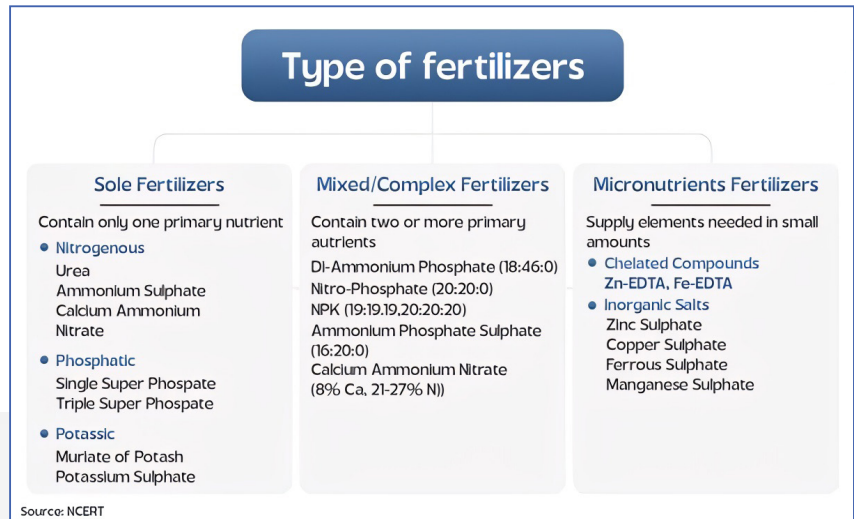 Type of fertilizers
Sole Fertilizers
Contain only one primary nutrient
Nitrogenous
Urea
Ammonium Sulphate
Calcium Ammonium
Nitrate
Phosphatic
Single Super Phospate
Triple Super Phospate
Potassic
Muriate of Potash
Potassium Sulphate
Mixed/Complex Fertilizers
Contain two or more primary
autrients
Di-Ammonium Phosphate (18:46:0)
Nitro-Phosphate (20:20:0)
NPK (19:19.19,20:20:20)
Ammonium Phosphate Sulphate
(16:20:0)
Calcium Ammonium Nitrate
(8% Ca, 21-27% N))
Micronutrients Fertilizers
Supply elements needed in small
amounts
Chelated Compounds
Zn-EDTA, Fe-EDTA
Inorganic Salts
Zinc Sulphate
Copper Sulphate
Ferrous Sulphate
Manganese Sulphate
Source: NCERT